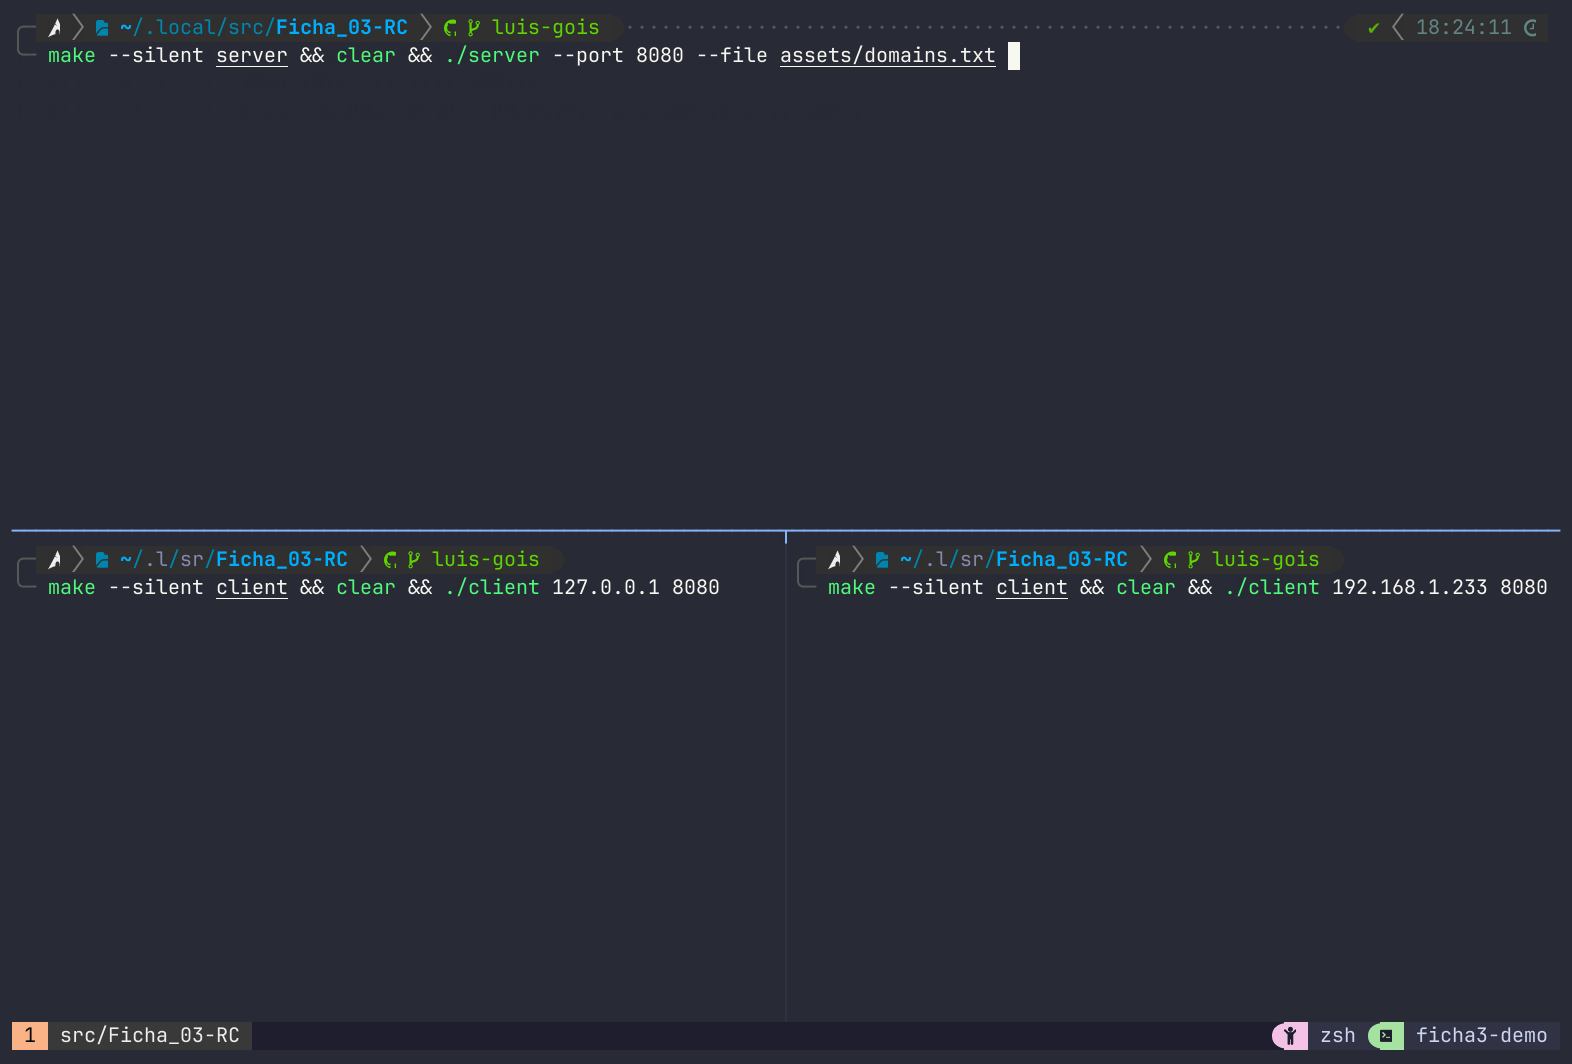 ~/.local/src/Ficha_03-RC luis-gois ✔ 18:24:11
make --silent server && clear && ./server --port 8080 --file assets/domains.txt
~/.l/sr/Ficha_03-RC luis-gois
make --silent client && clear && ./client 127.0.0.1 8080
~/.l/sr/Ficha_03-RC luis-gois
make --silent client && clear && ./client 192.168.1.233 8080
1 src/Ficha_03-RC zsh ficha3-demo